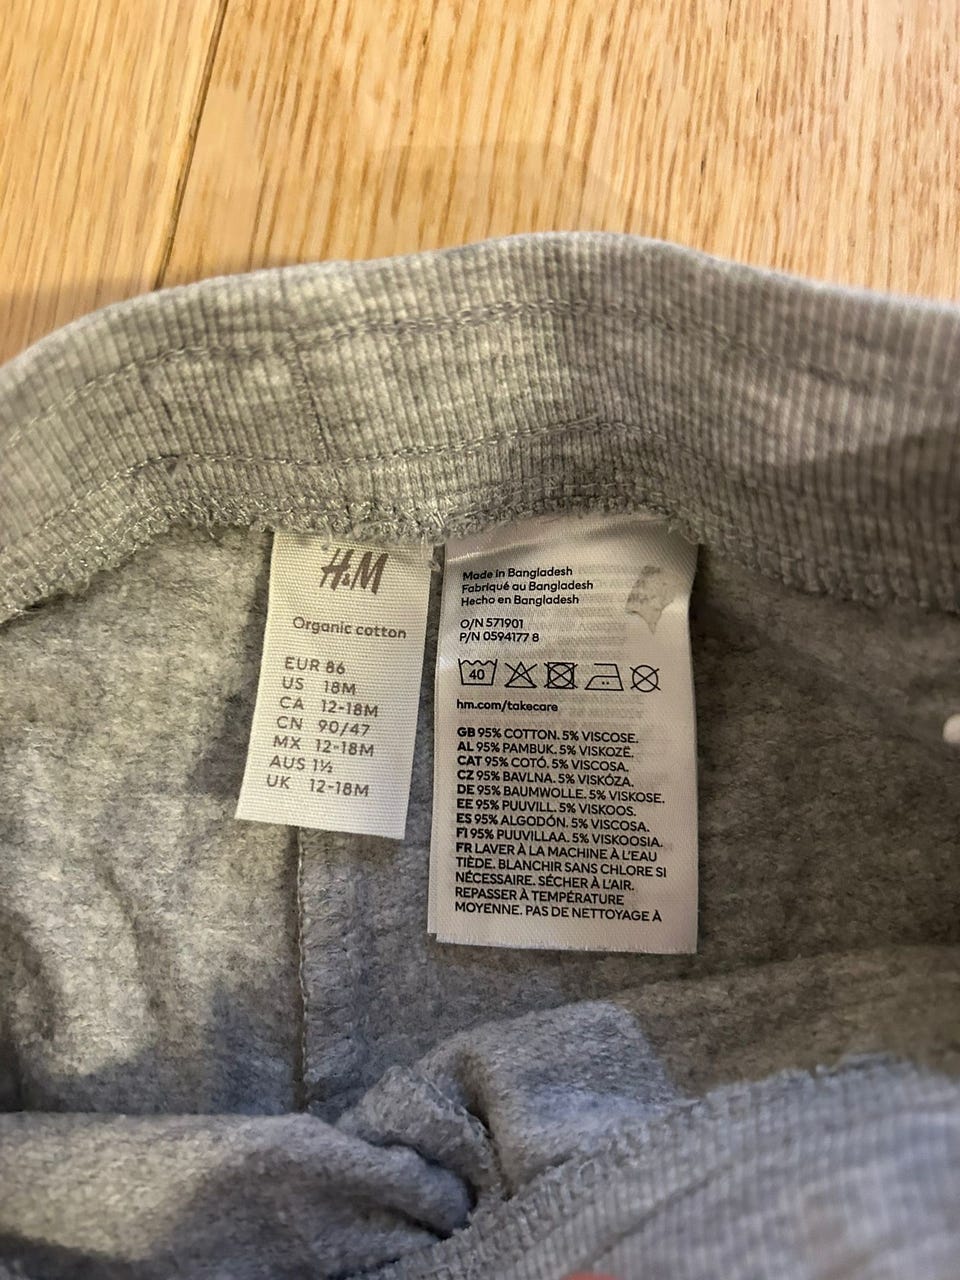 H&M
Organic cotton
EUR 86
US 18M
CA 12-18M
CN 90/47
MX 12-18M
AUS 1½
UK 12-18M
Made in Bangladesh
Fabriqué au Bangladesh
Hecho en Bangladesh
O/N 571901
P/N 0594177 8
40
hm.com/takecare
GB 95% COTTON. 5% VISCOSE.
AL 95% PAMBUK. 5% VISKOZË.
CAT 95% COTÓ. 5% VISCOSA.
CZ 95% BAVLNA. 5% VISKÓZA.
DE 95% BAUMWOLLE. 5% VISKOSE.
EE 95% PUUVILL. 5% VISKOOS.
ES 95% ALGODÓN. 5% VISCOSA.
FI 95% PUUVILLAA. 5% VISKOOSIA.
FR LAVER À LA MACHINE À L'EAU
TIÈDE. BLANCHIR SANS CHLORE SI
NÉCESSAIRE. SÉCHER À L'AIR.
REPASSER À TEMPÉRATURE
MOYENNE. PAS DE NETTOYAGE À